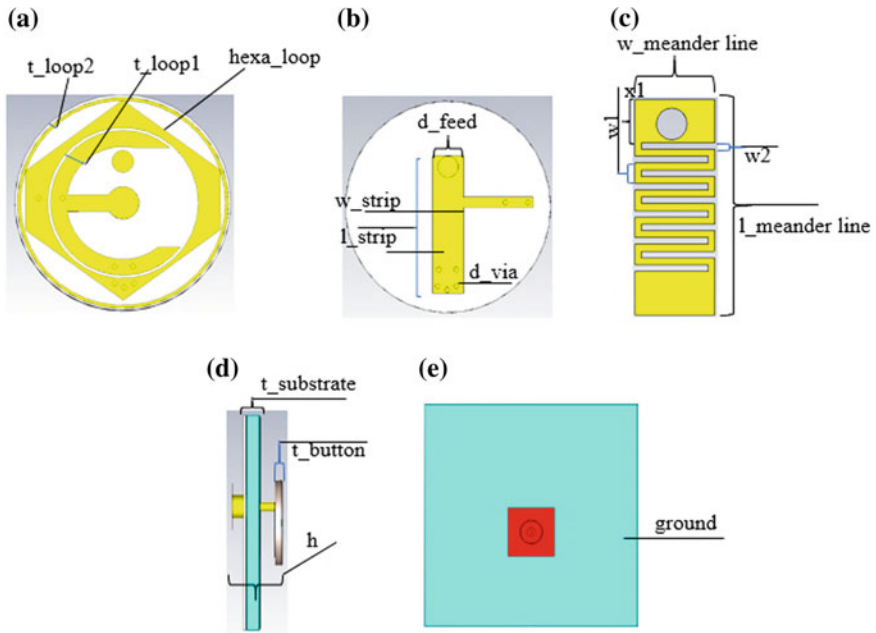 (a)
t_loop2
t_loop1
hexa_loop
(b)
d_feed
w_strip
l_strip
d_via
(c)
w_meander line
x1
w1
w2
l_meander line
(d)
t_substrate
t_button
h
(e)
ground